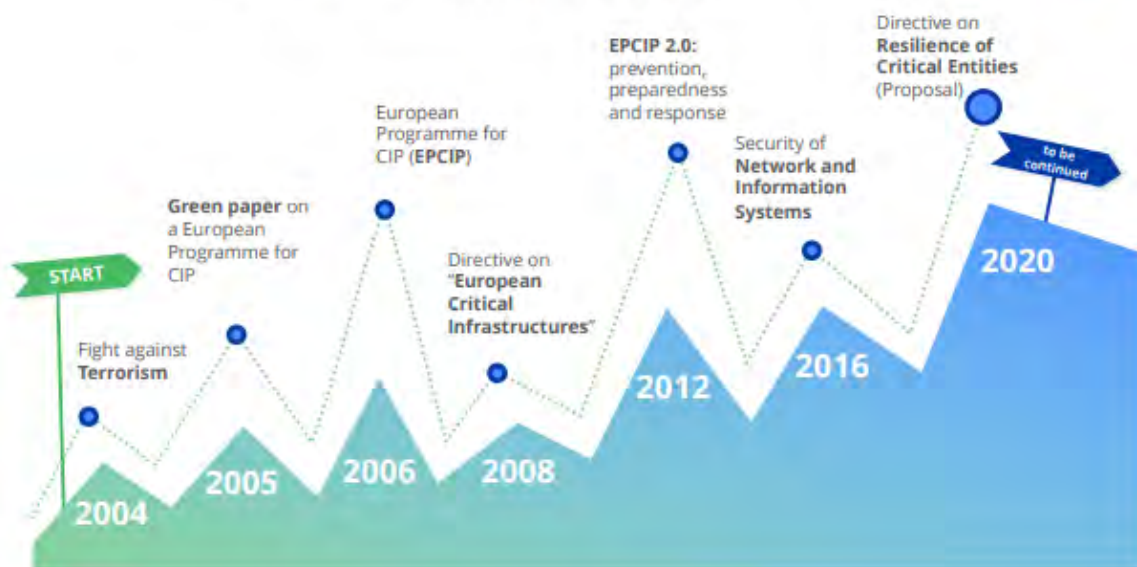 START
Fight against
Terrorism
2004
Green paper on
a European
Programme for
CIP
2005
European
Programme for
CIP (EPCIP)
2006
Directive on
"European
Critical
Infrastructures"
2008
EPCIP 2.0:
prevention,
preparedness
and response
2012
Security of
Network and
Information
Systems
2016
Directive on
Resilience of
Critical Entities
(Proposal)
2020
to be
continued